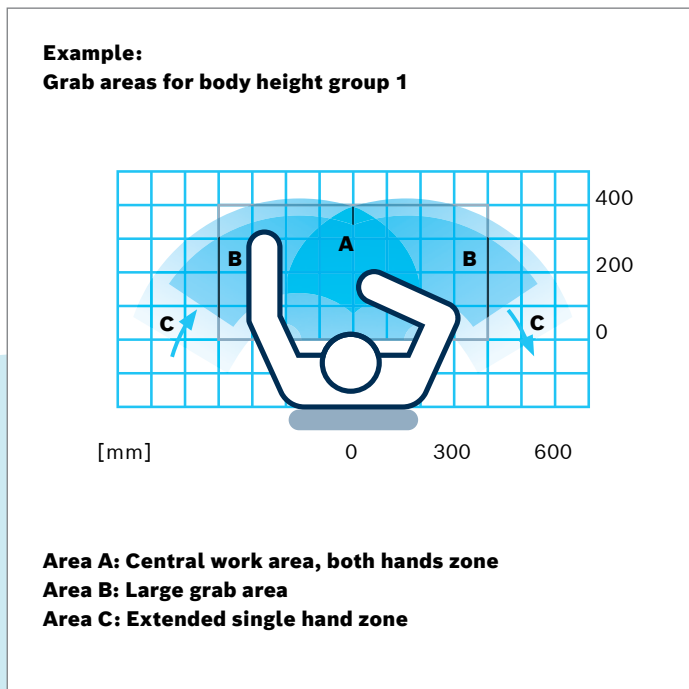 Example:
Grab areas for body height group 1
400
A
B
B
200
C
C
0
[mm]
0
300
600
Area A: Central work area, both hands zone
Area B: Large grab area
Area C: Extended single hand zone